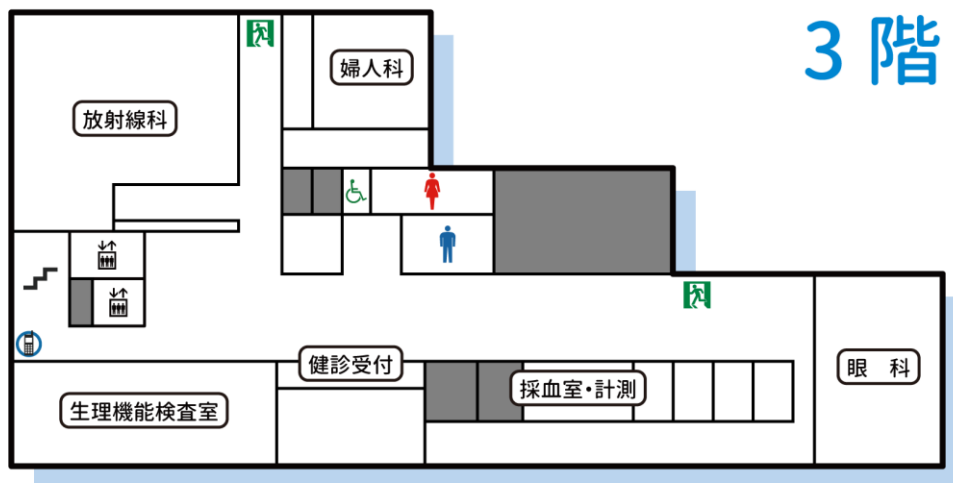 3 階
婦人科
放射線科
健診受付
眼　科
採血室・計測
生理機能検査室